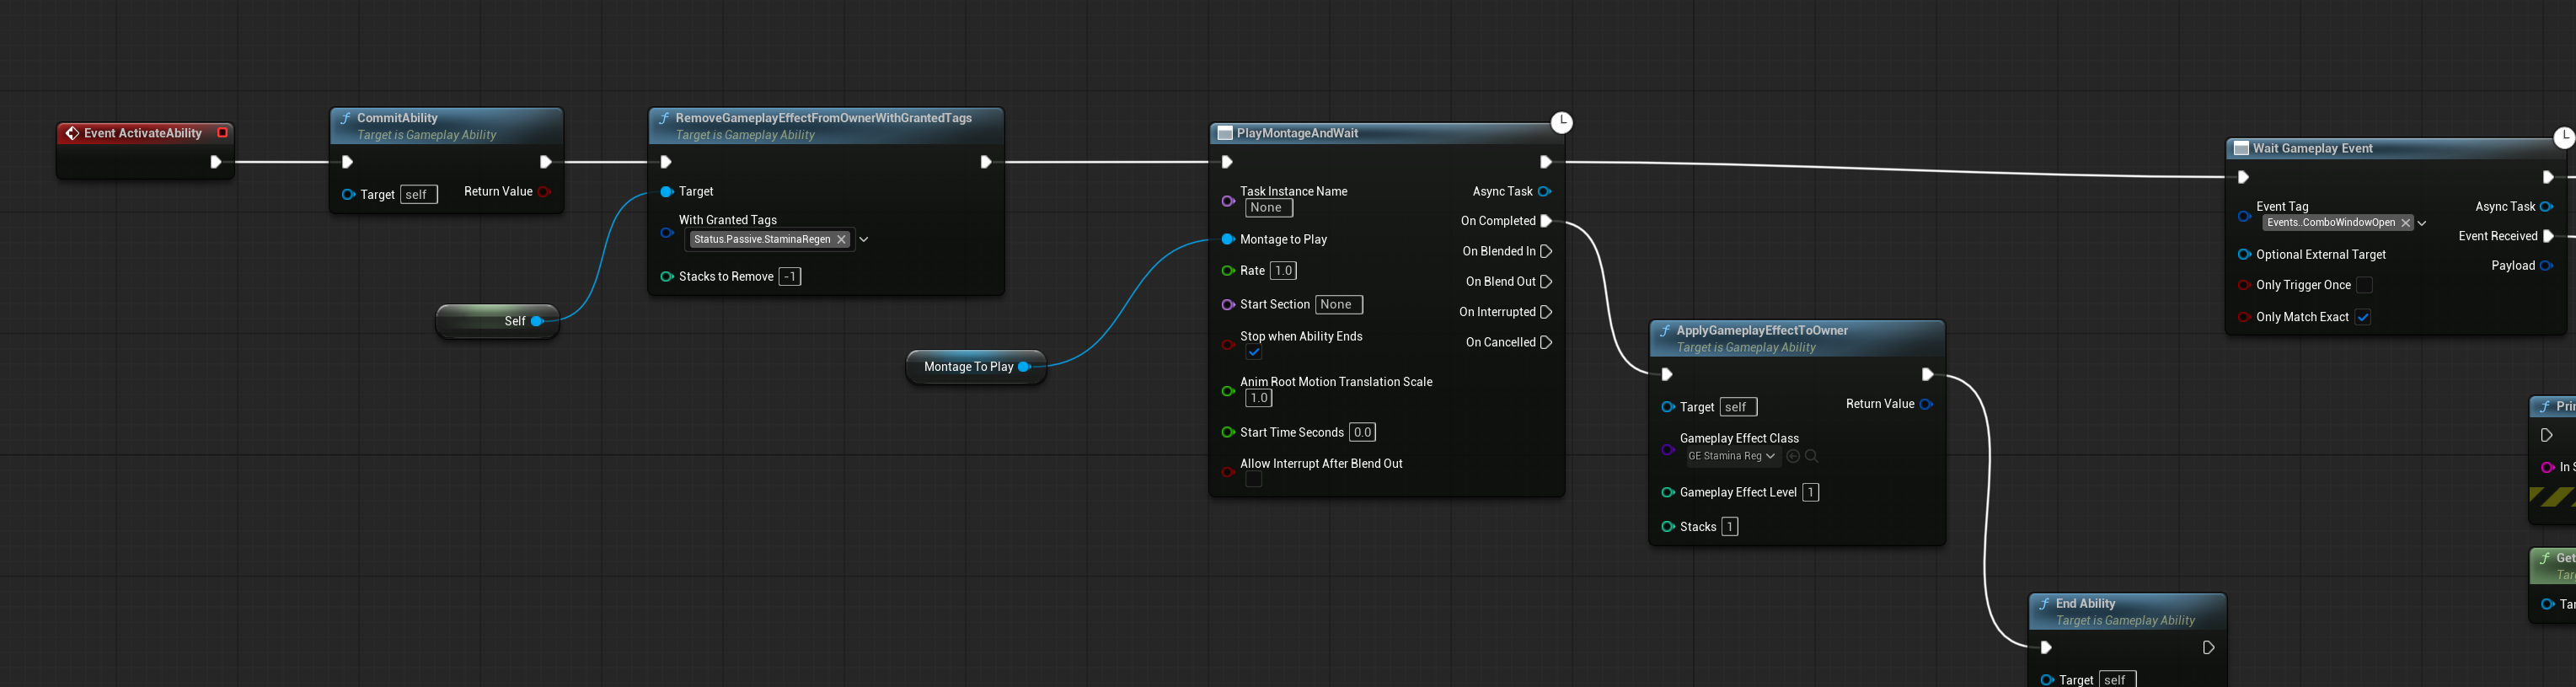 Event ActivateAbility
CommitAbility
Target is Gameplay Ability
Target self
Return Value
RemoveGameplayEffectFromOwnerWithGrantedTags
Target is Gameplay Ability
Target
With Granted Tags
Status.Passive.StaminaRegen
Stacks to Remove -1
Self
Montage To Play
PlayMontageAndWait
Task Instance Name
None
Montage to Play
Rate 1.0
Start Section None
Stop when Ability Ends
Anim Root Motion Translation Scale
1.0
Start Time Seconds 0.0
Allow Interrupt After Blend Out
Async Task
On Completed
On Blended In
On Blend Out
On Interrupted
On Cancelled
ApplyGameplayEffectToOwner
Target is Gameplay Ability
Target self
Return Value
Gameplay Effect Class
GE Stamina Reg
Gameplay Effect Level 1
Stacks 1
End Ability
Target is Gameplay Ability
Target self
Wait Gameplay Event
Event Tag
Events..ComboWindowOpen
Optional External Target
Only Trigger Once
Only Match Exact
Async Task
Event Received
Payload
Prin
In S
Get
Tar
Tar